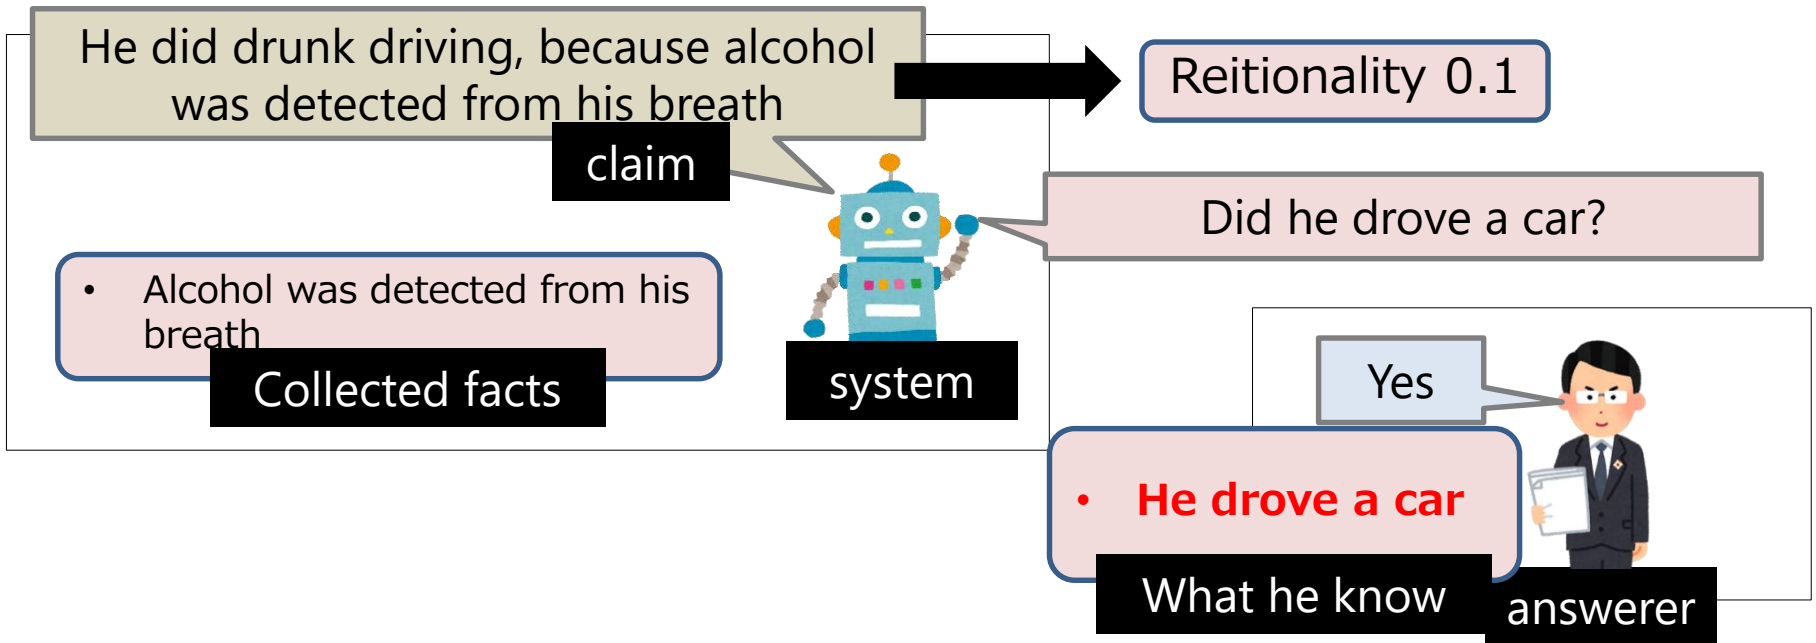 He did drunk driving, because alcohol
was detected from his breath
claim
Reitionality 0.1
Did he drove a car?
• Alcohol was detected from his
breath
Collected facts
system
Yes
• He drove a car
What he know
answerer